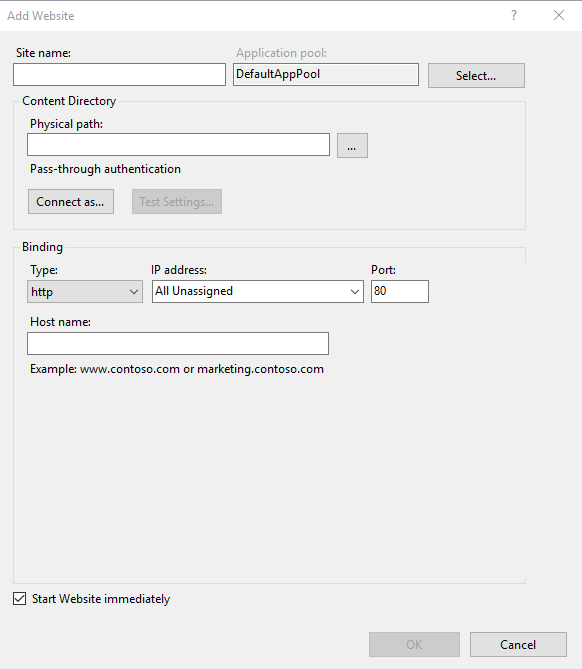 Add Website ?
Site name: Application pool:
DefaultAppPool Select...
Content Directory
Physical path:
...
Pass-through authentication
Connect as... Test Settings...
Binding
Type: IP address: Port:
http All Unassigned 80
Host name:
Example: www.contoso.com or marketing.contoso.com
Start Website immediately
OK Cancel